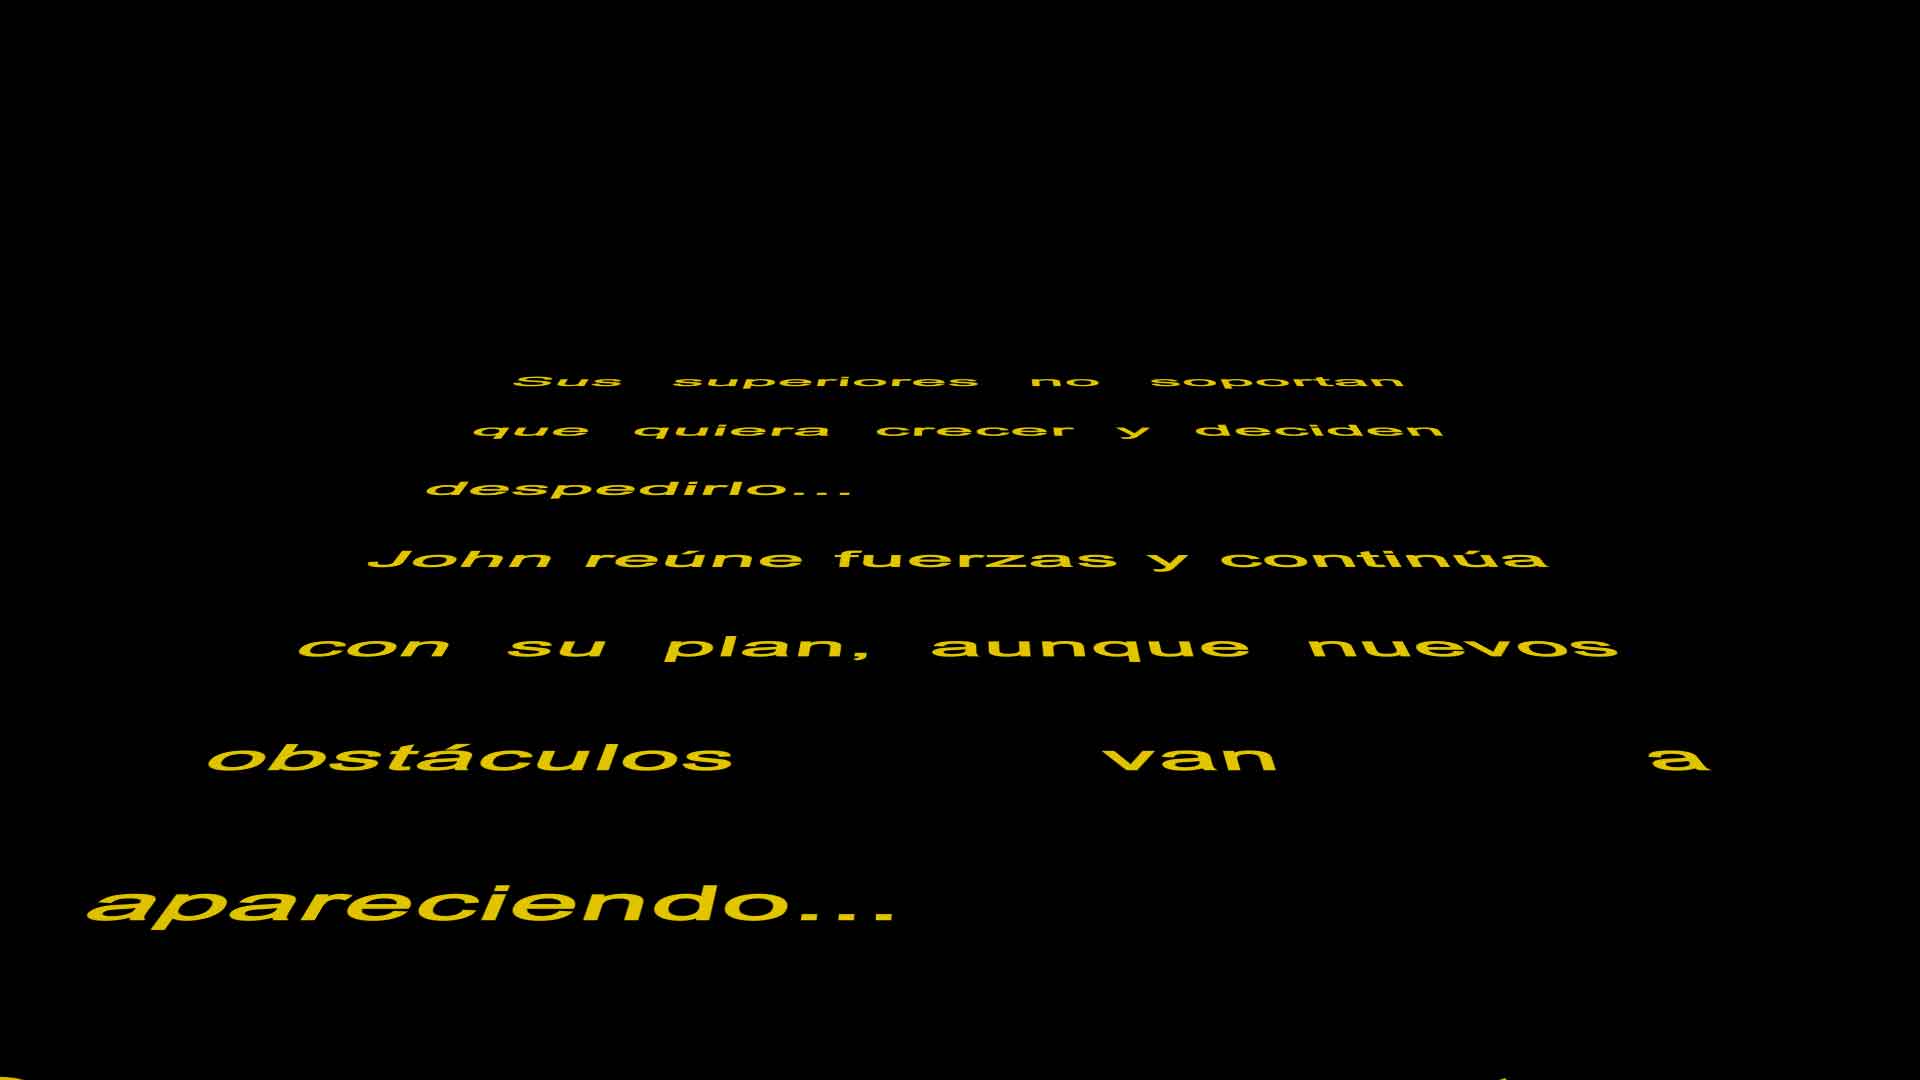 Sus superiores no soportan
que quiera crecer y deciden
despedirlo...
John reúne fuerzas y continúa
con su plan, aunque nuevos
obstáculos van a
apareciendo...